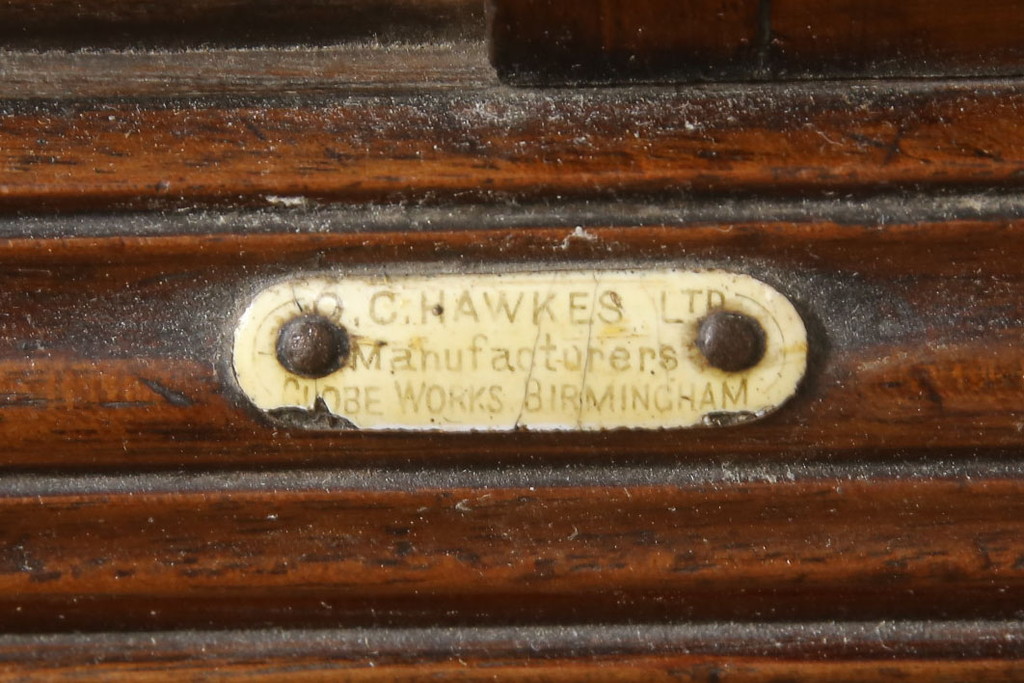 O. C. HAWKES LTD
Manufacturers
GLOBE WORKS BIRMINGHAM